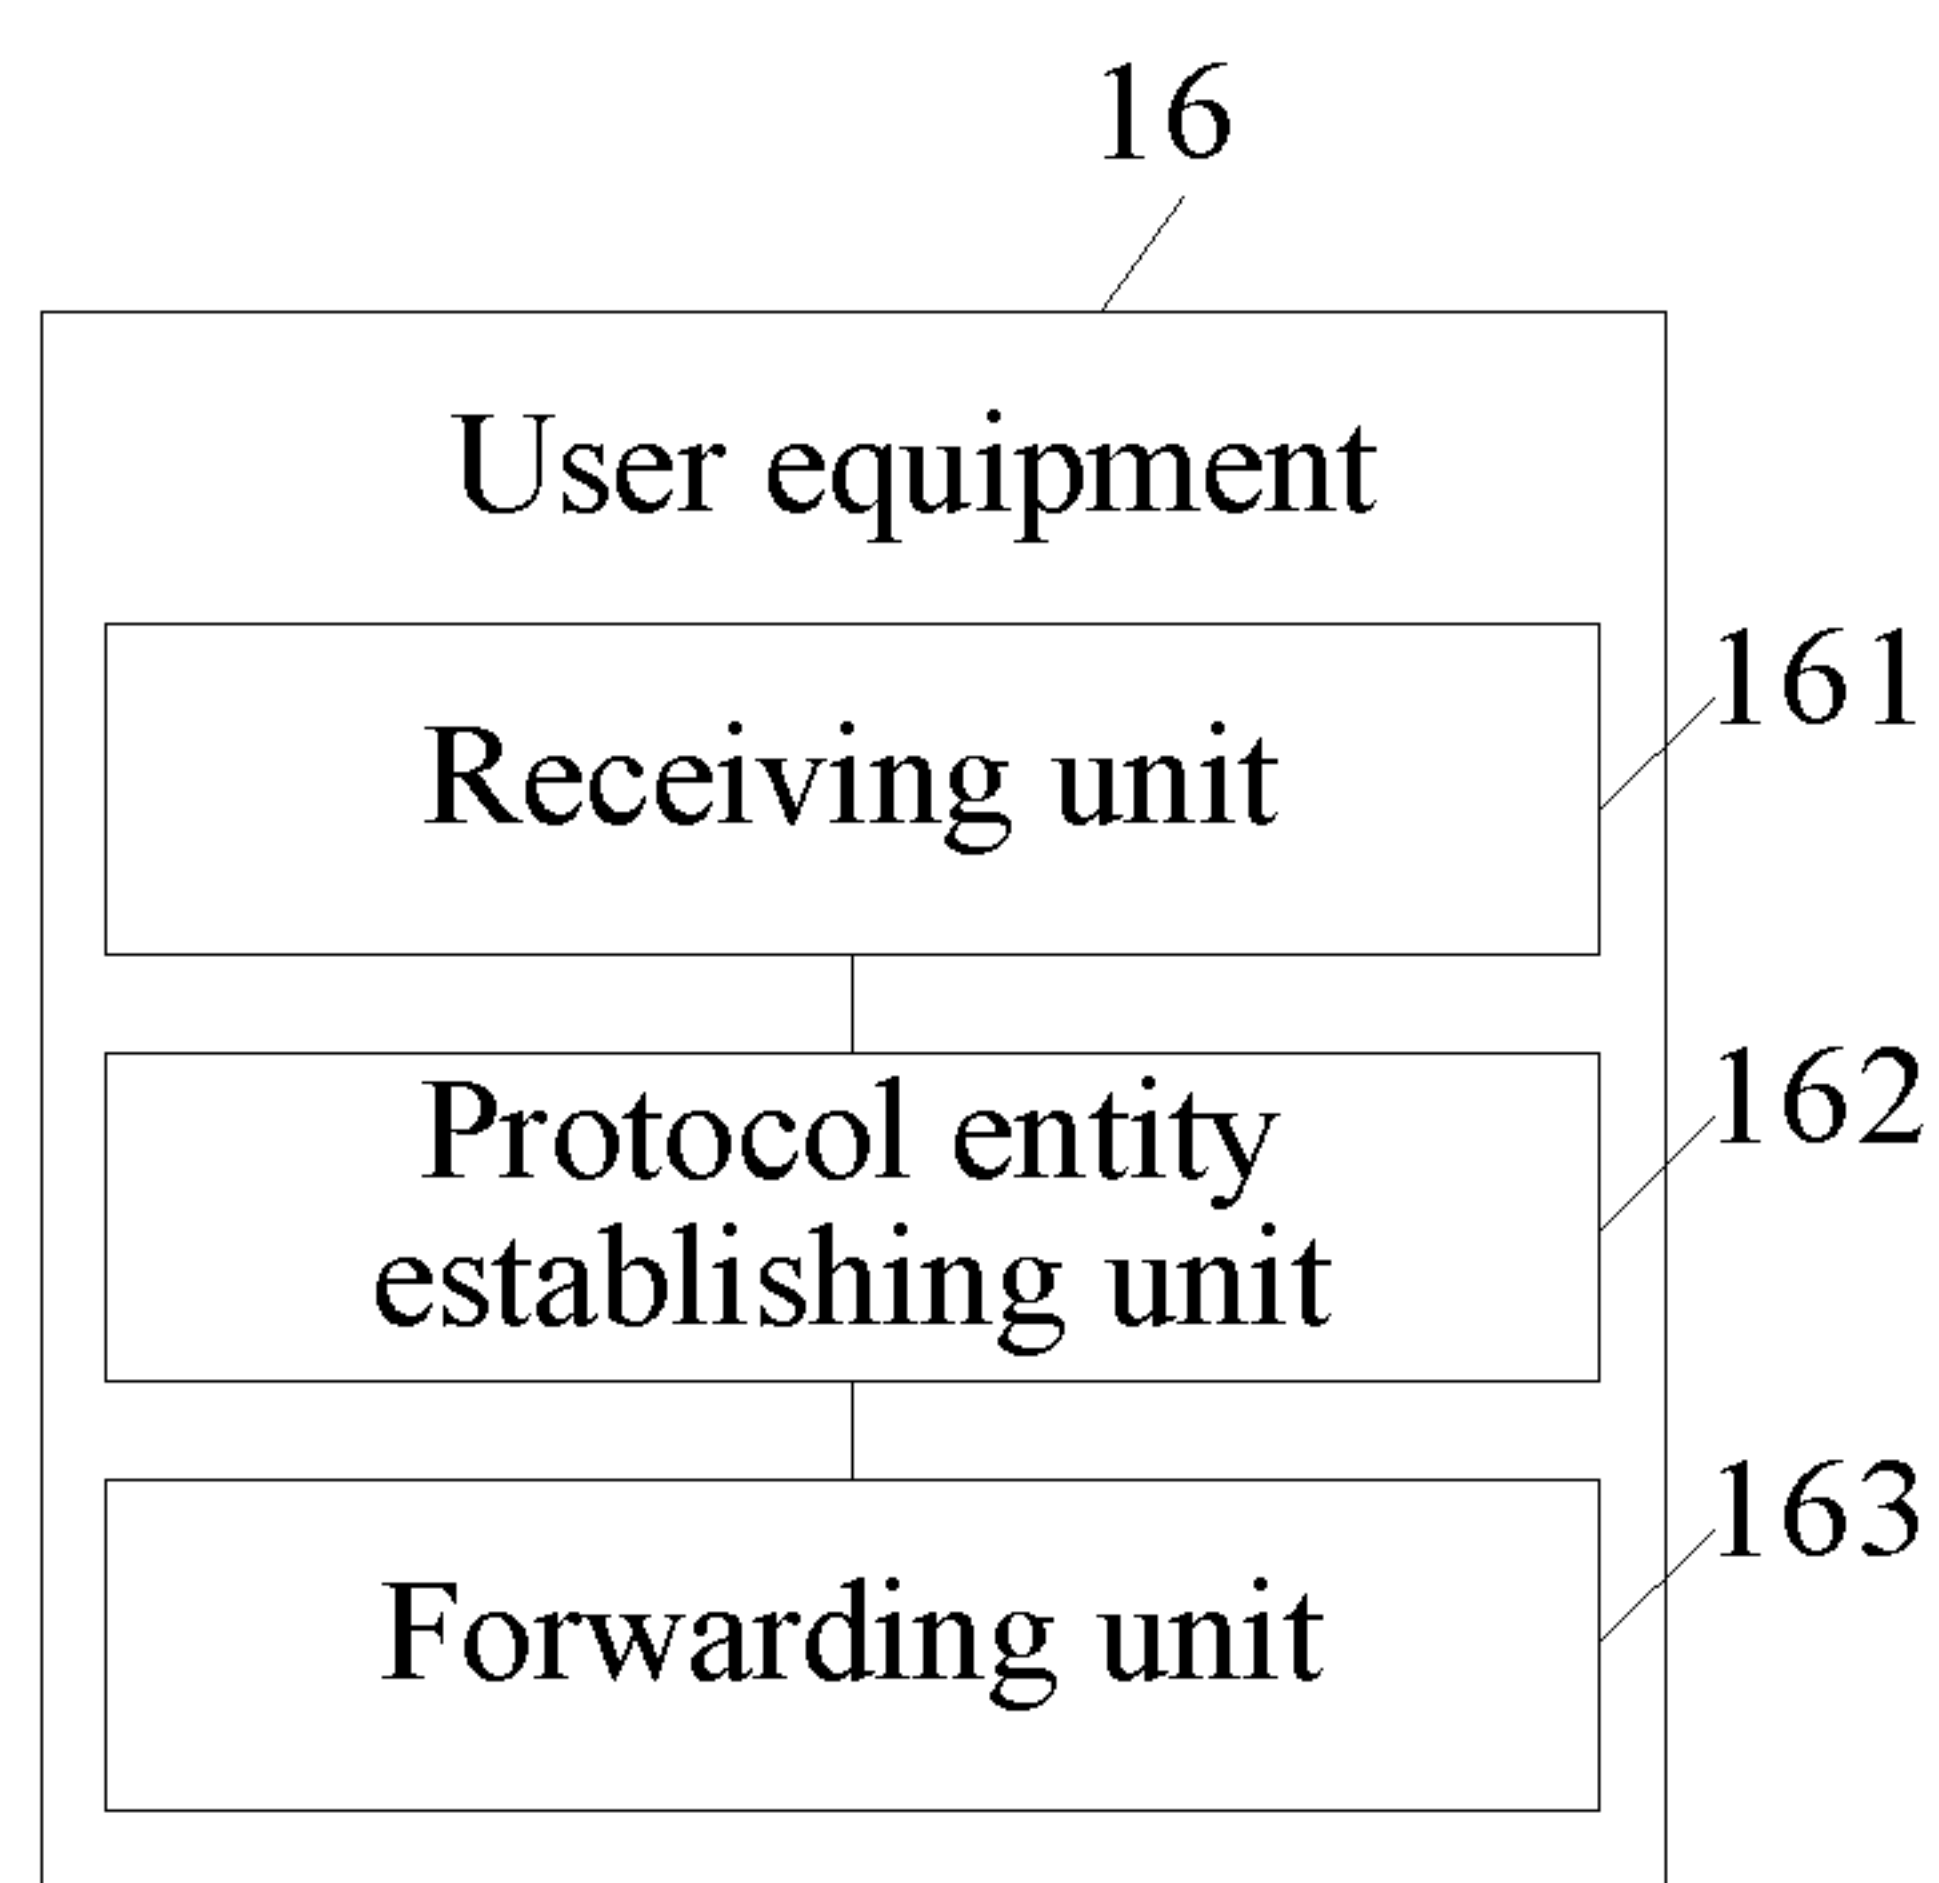 16
User equipment
Receiving unit
161
Protocol entity
establishing unit
162
Forwarding unit
163